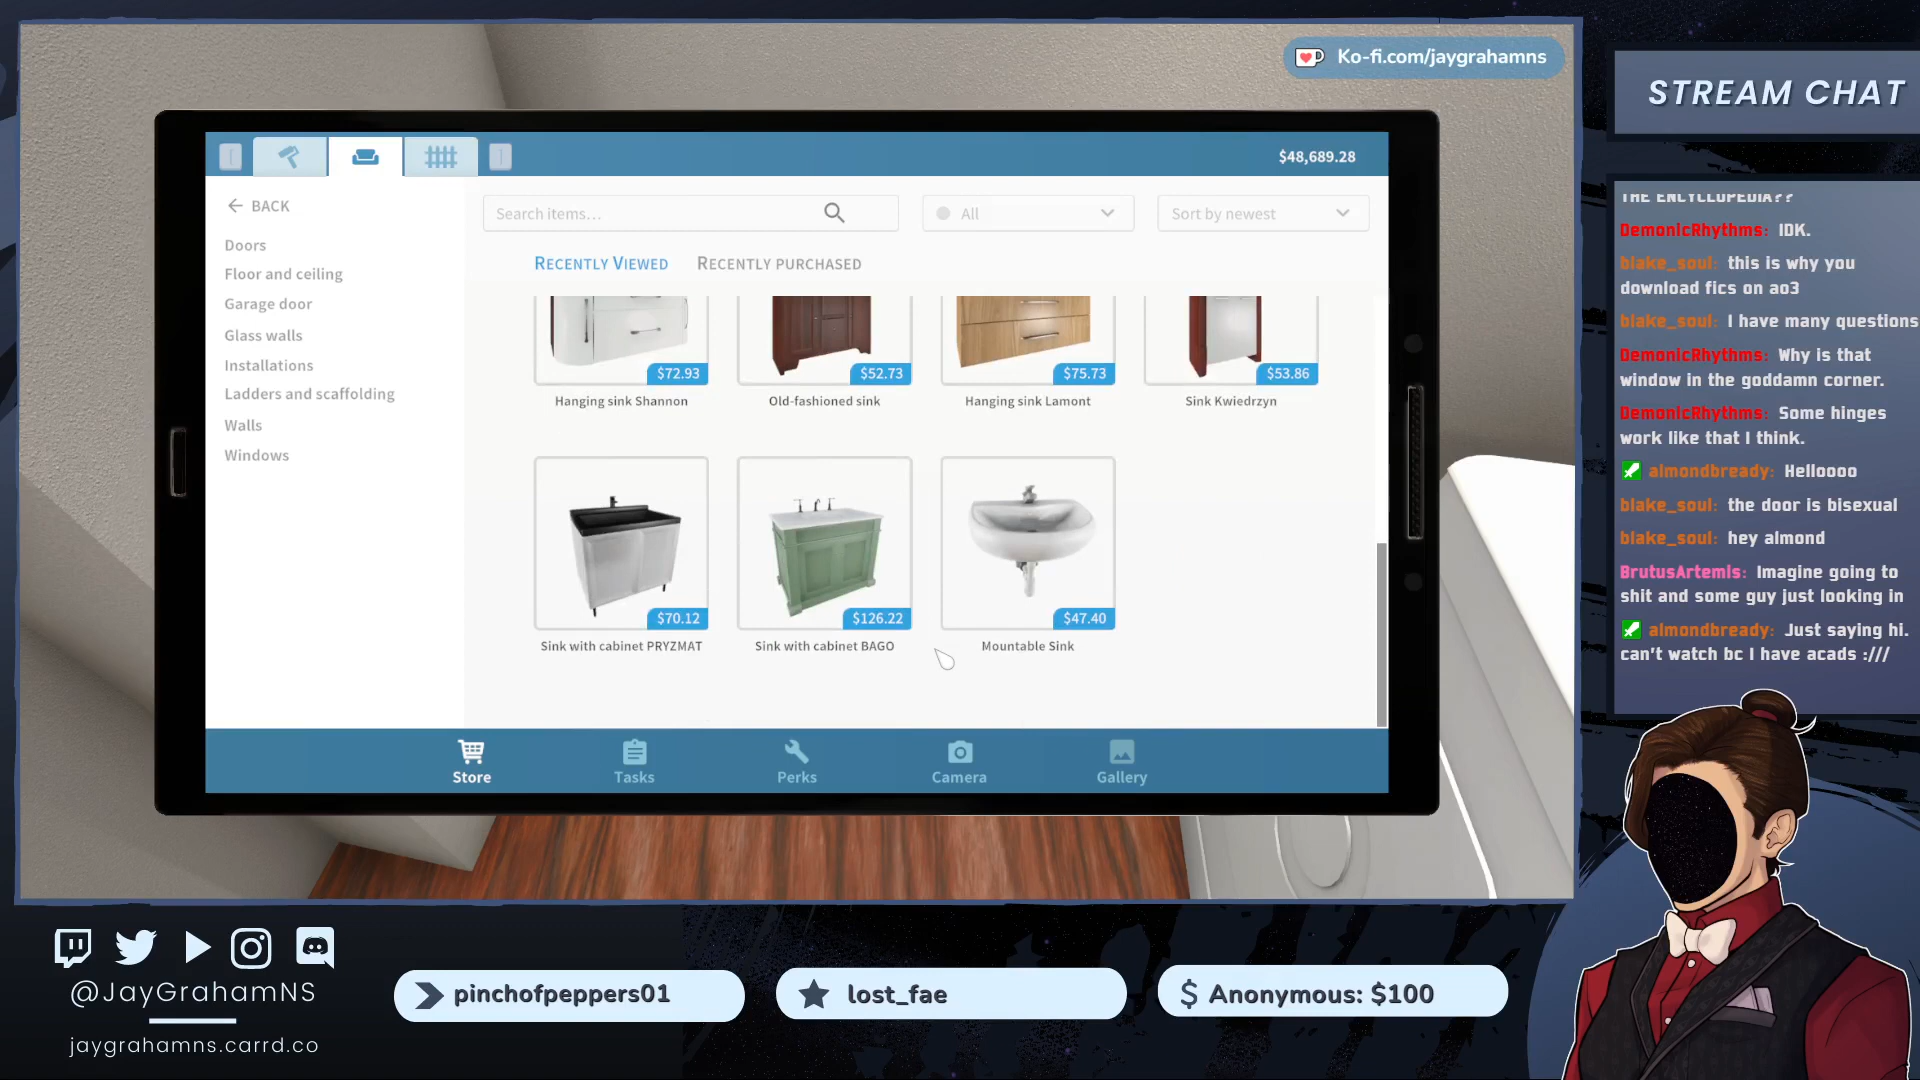 Ko-fi.com/jaygrahamns
$48,689.28
BACK
Doors
Floor and ceiling
Garage door
Glass walls
Installations
Ladders and scaffolding
Walls
Windows
Search items...
All
Sort by newest
RECENTLY VIEWED
RECENTLY PURCHASED
$72.93
$52.73
$75.73
$53.86
Hanging sink Shannon
Old-fashioned sink
Hanging sink Lamont
Sink Kwiedrzyn
$70.12
$126.22
$47.40
Sink with cabinet PRYZMAT
Sink with cabinet BAGO
Mountable Sink
Store
Tasks
Perks
Camera
Gallery
STREAM CHAT
THE ENCYLLOPEDIA??
DemonicRhythms: IDK.
blake_soul: this is why you
download fics on ao3
blake_soul: I have many questions
DemonicRhythms: Why is that
window in the goddamn corner.
DemonicRhythms: Some hinges
work like that I think.
almondbready: Helloooo
blake_soul: the door is bisexual
blake_soul: hey almond
BrutusArtemis: Imagine going to
shit and some guy just looking in
almondbready: Just saying hi.
can't watch bc I have acads :///
@JayGrahamNS
jaygrahamns.carrd.co
pinchofpeppers01
lost_fae
$ Anonymous: $100